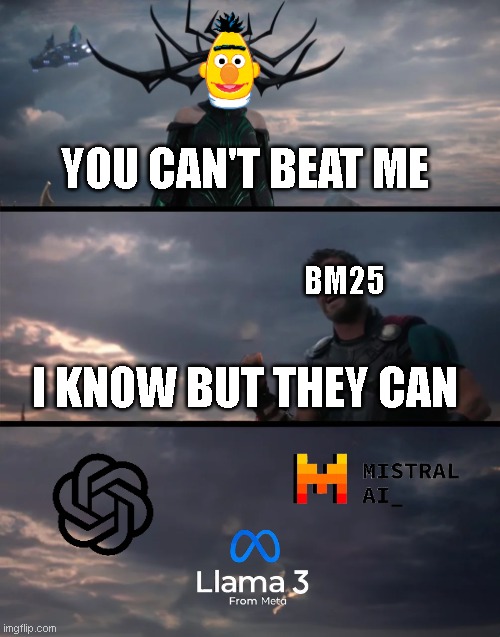 YOU CAN'T BEAT ME
BM25
I KNOW BUT THEY CAN
MISTRAL
AI_
Llama 3
From Meta
imgflip.com